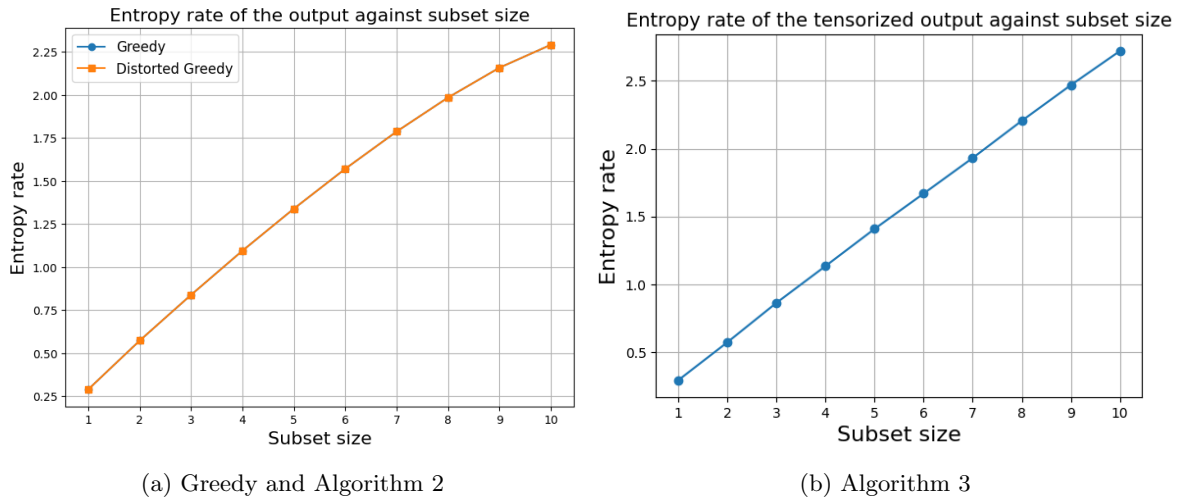 Entropy rate of the output against subset size
Greedy
Distorted Greedy
Entropy rate
2.25
2.00
1.75
1.50
1.25
1.00
0.75
0.50
0.25
1 2 3 4 5 6 7 8 9 10
Subset size
(a) Greedy and Algorithm 2
Entropy rate of the tensorized output against subset size
Entropy rate
2.5
2.0
1.5
1.0
0.5
1 2 3 4 5 6 7 8 9 10
Subset size
(b) Algorithm 3